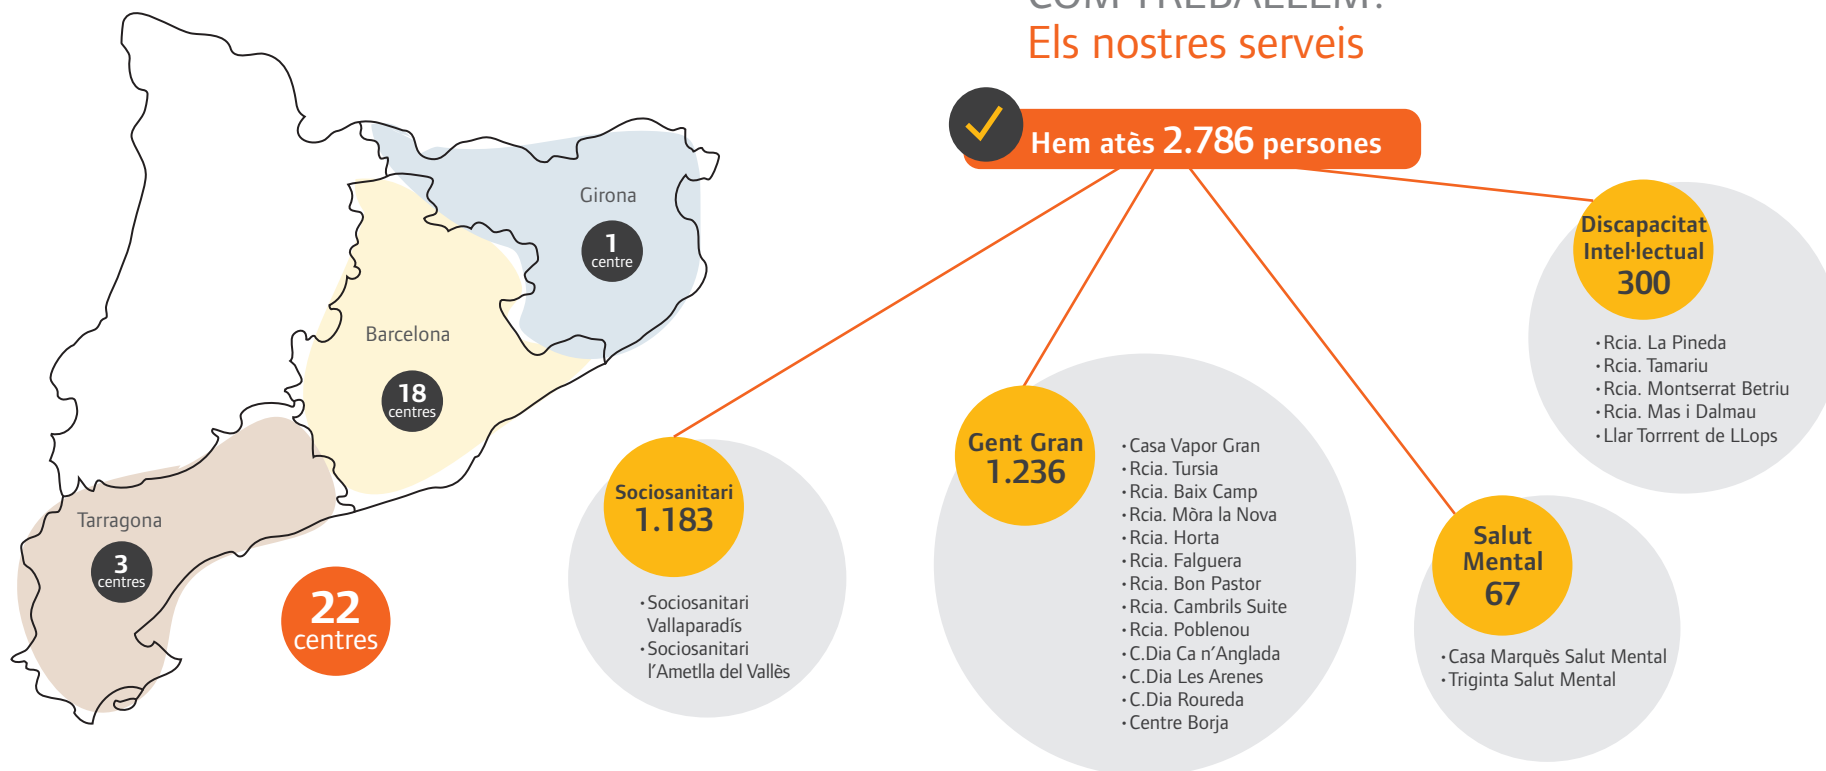 COM TREBALLEM?
Els nostres serveis
Hem atès 2.786 persones
Girona
1
centre
Barcelona
18
centres
Tarragona
3
centres
22
centres
Sociosanitari
1.183
·Sociosanitari
Vallaparadís
·Sociosanitari
l’Ametlla del Vallès
Gent Gran
1.236
·Casa Vapor Gran
·Rcia. Tursia
·Rcia. Baix Camp
·Rcia. Mòra la Nova
·Rcia. Horta
·Rcia. Falguera
·Rcia. Bon Pastor
·Rcia. Cambrils Suite
·Rcia. Poblenou
·C.Dia Ca n’Anglada
·C.Dia Les Arenes
·C.Dia Roureda
·Centre Borja
Salut
Mental
67
·Casa Marquès Salut Mental
·Triginta Salut Mental
Discapacitat
Intel·lectual
300
·Rcia. La Pineda
·Rcia. Tamariu
·Rcia. Montserrat Betriu
·Rcia. Mas i Dalmau
·Llar Torrrent de LLops